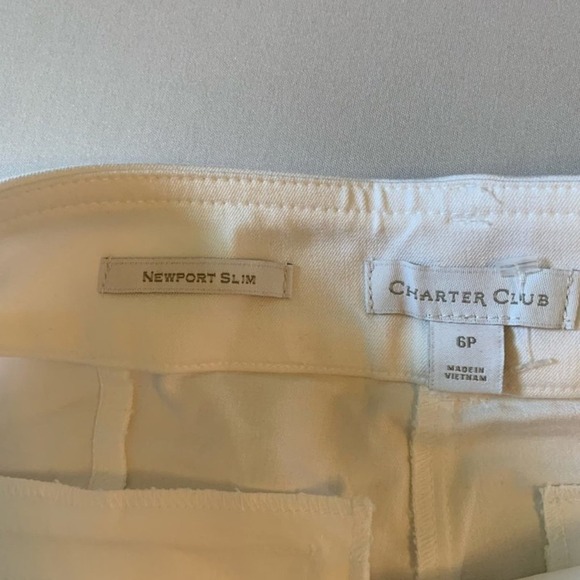 NEWPORT SLIM
CHARTER CLUB
6P
MADE IN
VIETNAM